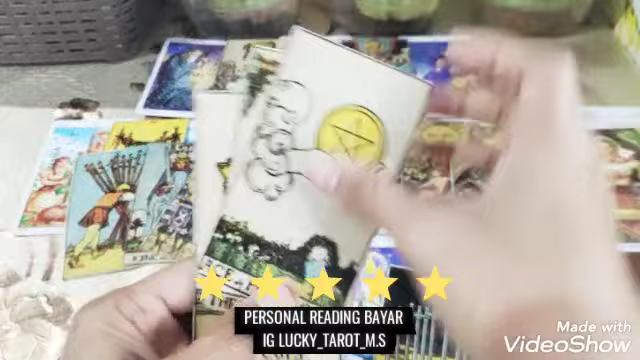 PERSONAL READING BAYAR
IG LUCKY_TAROT_M.S
Made with
VideoShow